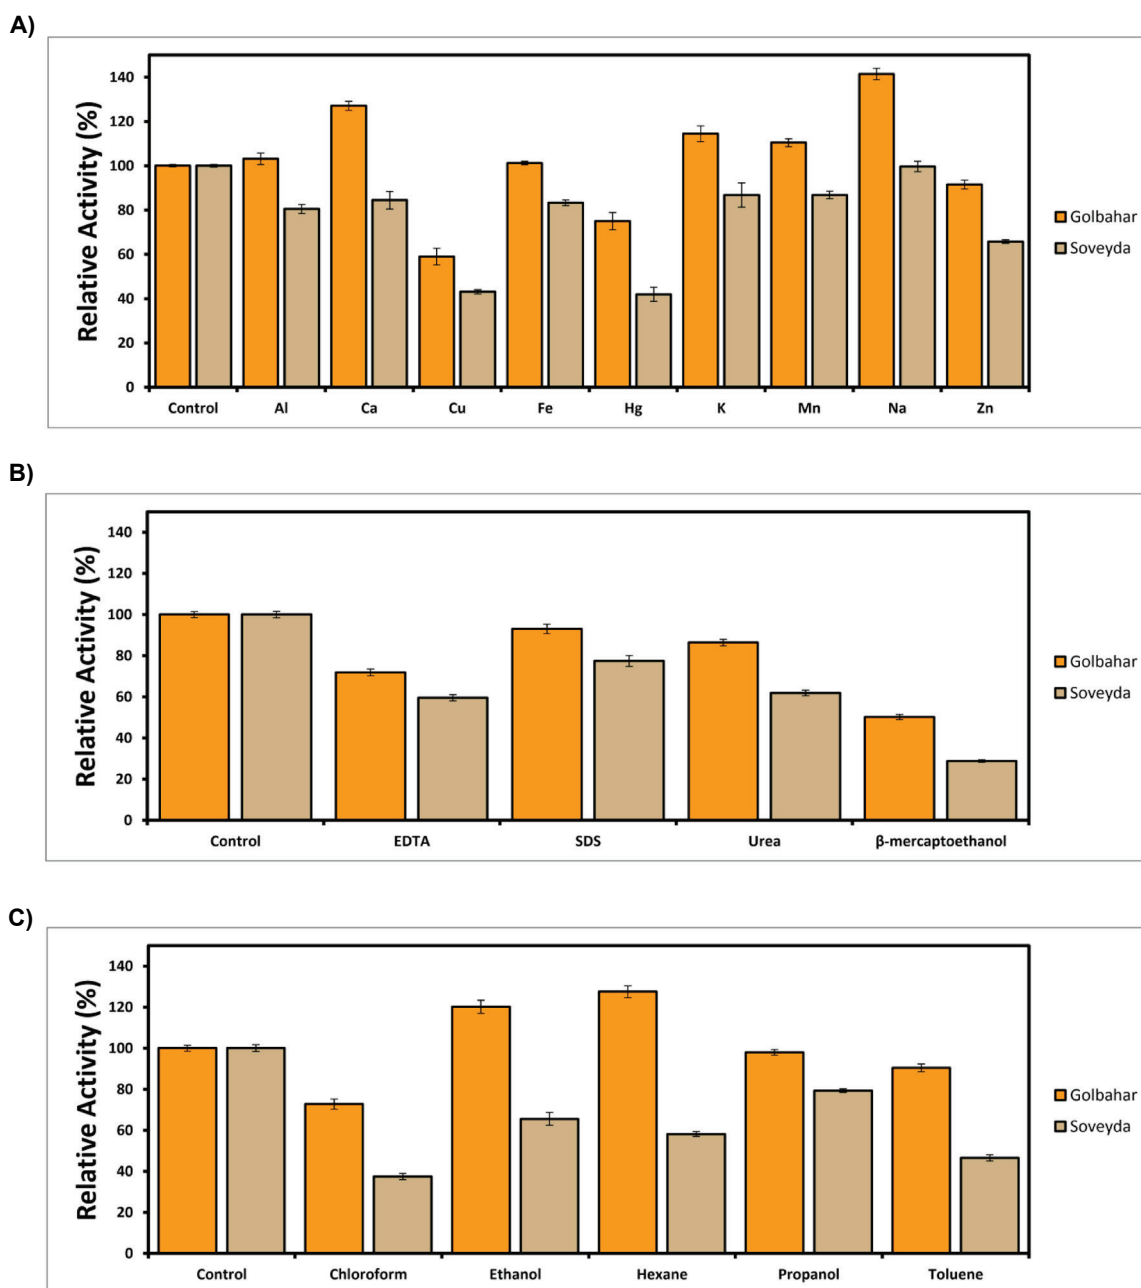 A)
Relative Activity (%)
140
120
100
80
60
40
20
0
Control Al Ca Cu Fe Hg K Mn Na Zn
Golbahar
Soveyda
B)
Relative Activity (%)
140
120
100
80
60
40
20
0
Control EDTA SDS Urea β-mercaptoethanol
Golbahar
Soveyda
C)
Relative Activity (%)
140
120
100
80
60
40
20
0
Control Chloroform Ethanol Hexane Propanol Toluene
Golbahar
Soveyda